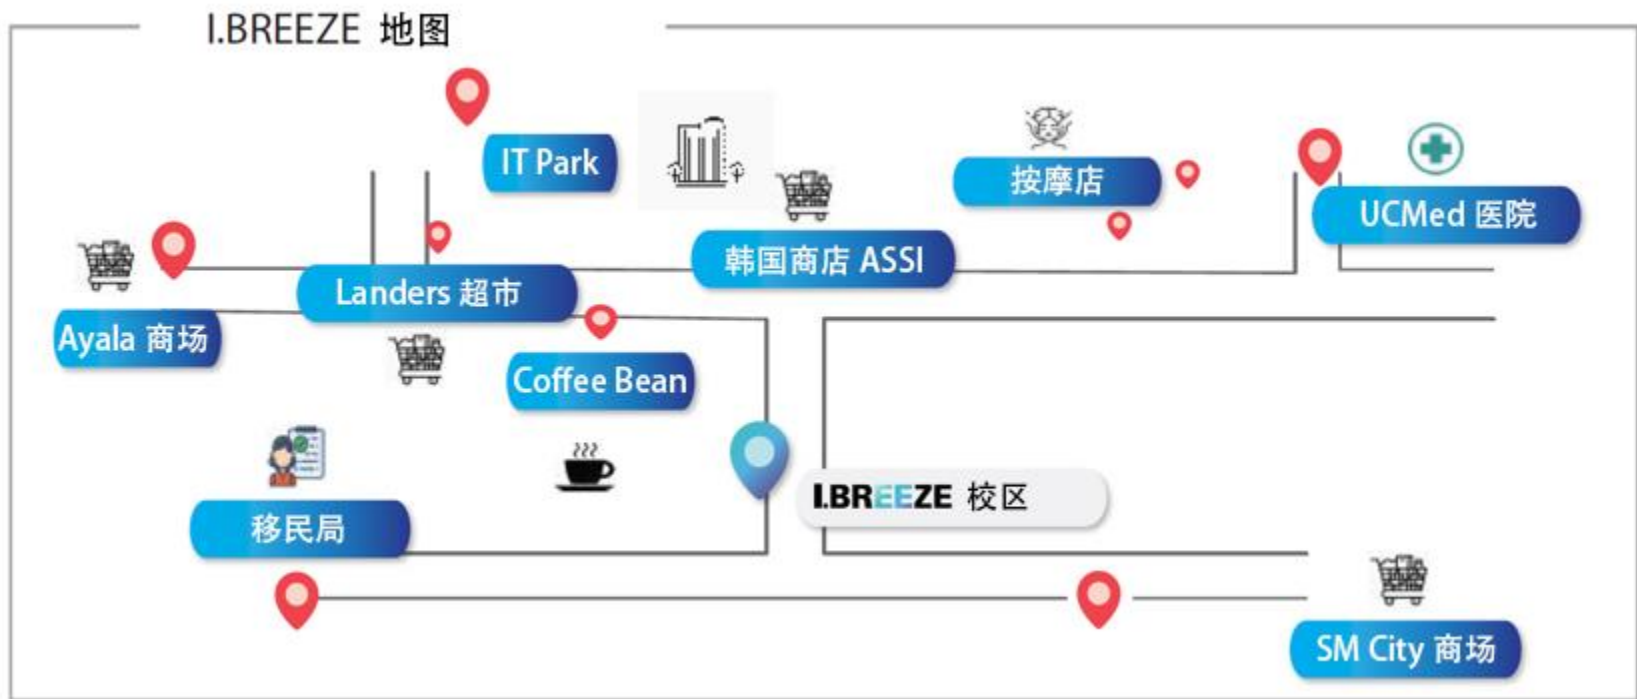 I.BREEZE 地图
IT Park
按摩店
UCMed 医院
韩国商店 ASSI
Landers 超市
Ayala 商场
Coffee Bean
I.BREEZE 校区
移民局
SM City 商场